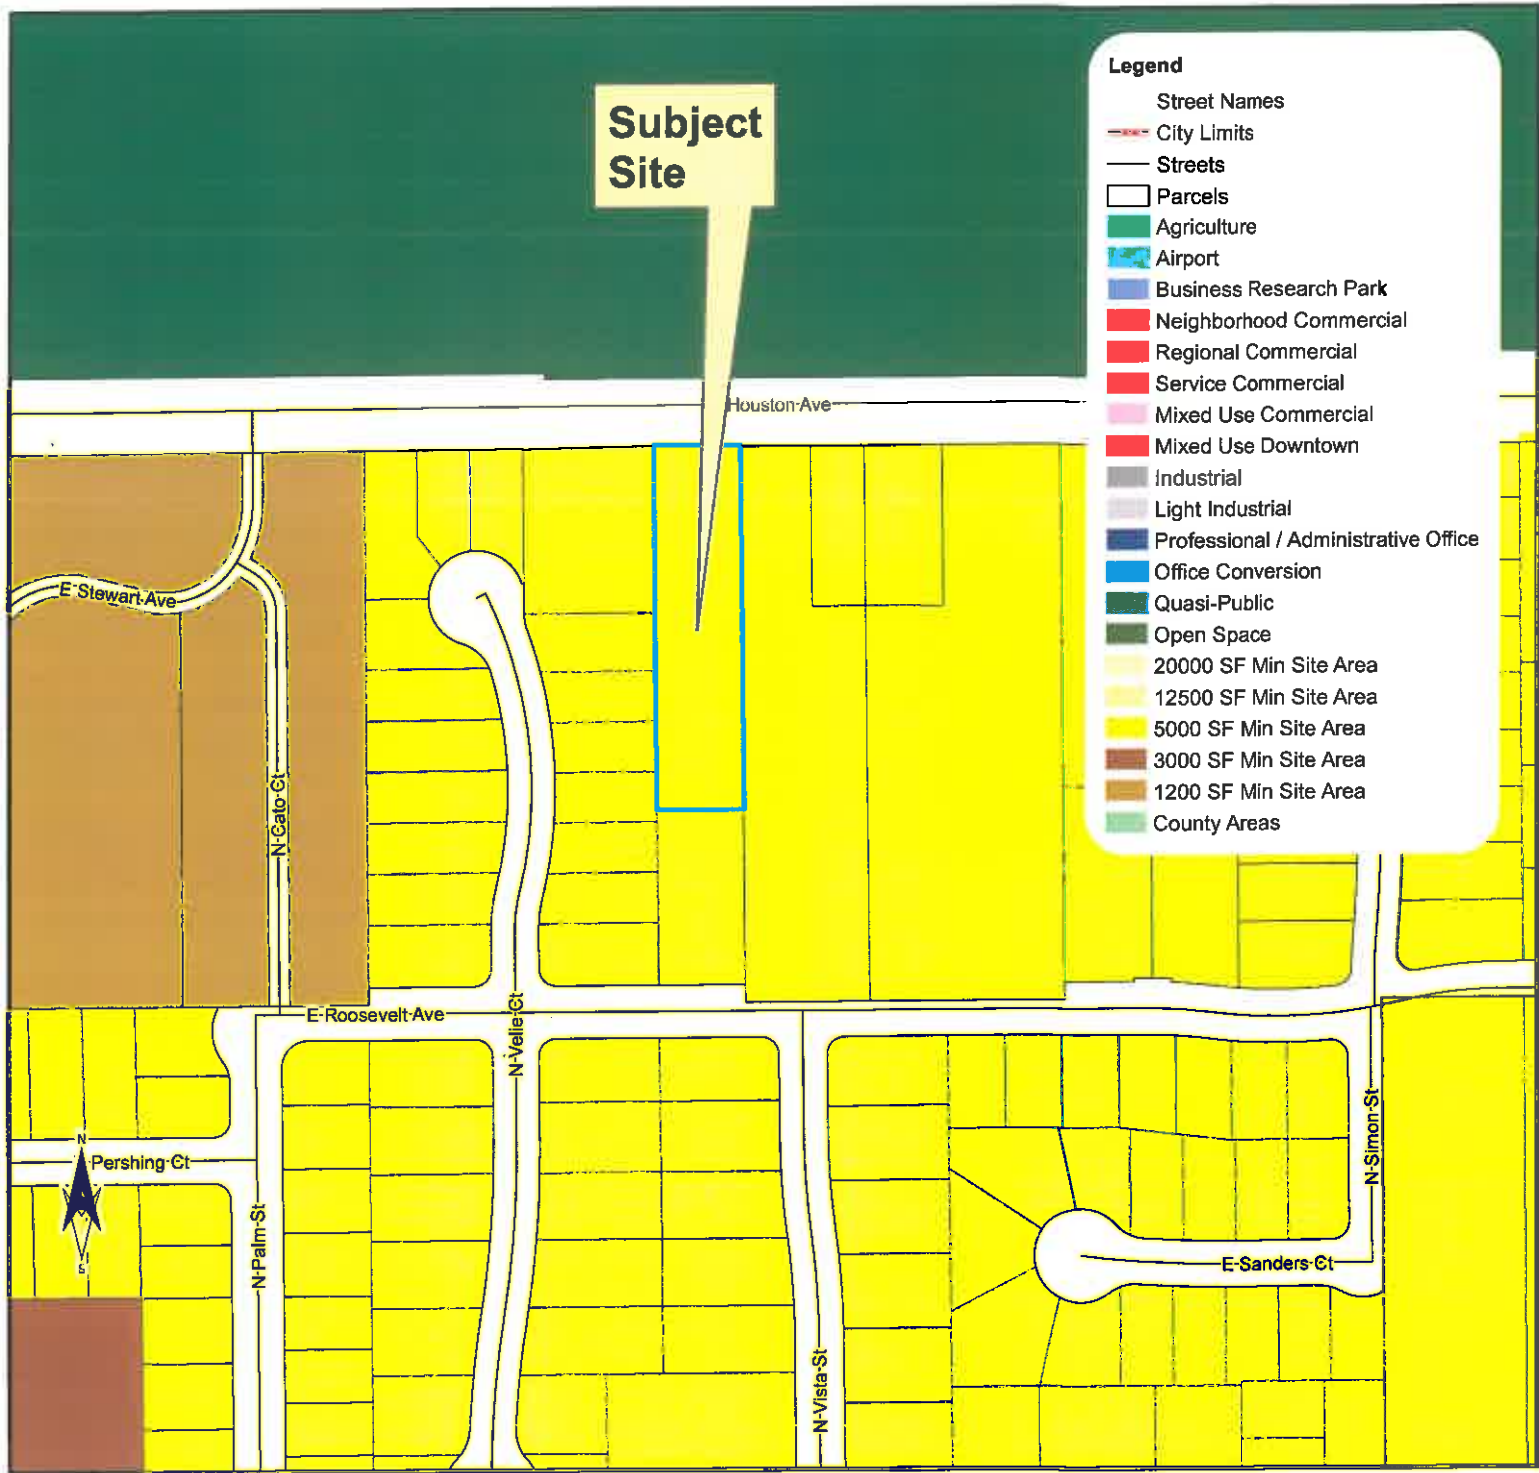 Subject
Site
Legend
Street Names
City Limits
Streets
Parcels
Agriculture
Airport
Business Research Park
Neighborhood Commercial
Regional Commercial
Service Commercial
Mixed Use Commercial
Mixed Use Downtown
Industrial
Light Industrial
Professional / Administrative Office
Office Conversion
Quasi-Public
Open Space
20000 SF Min Site Area
12500 SF Min Site Area
5000 SF Min Site Area
3000 SF Min Site Area
1200 SF Min Site Area
County Areas
Houston Ave
E Stewart Ave
N Cato Ct
E Roosevelt Ave
N Velie Ct
N
Pershing Ct
S
N Palm St
N Vista St
N Simon St
E Sanders Ct